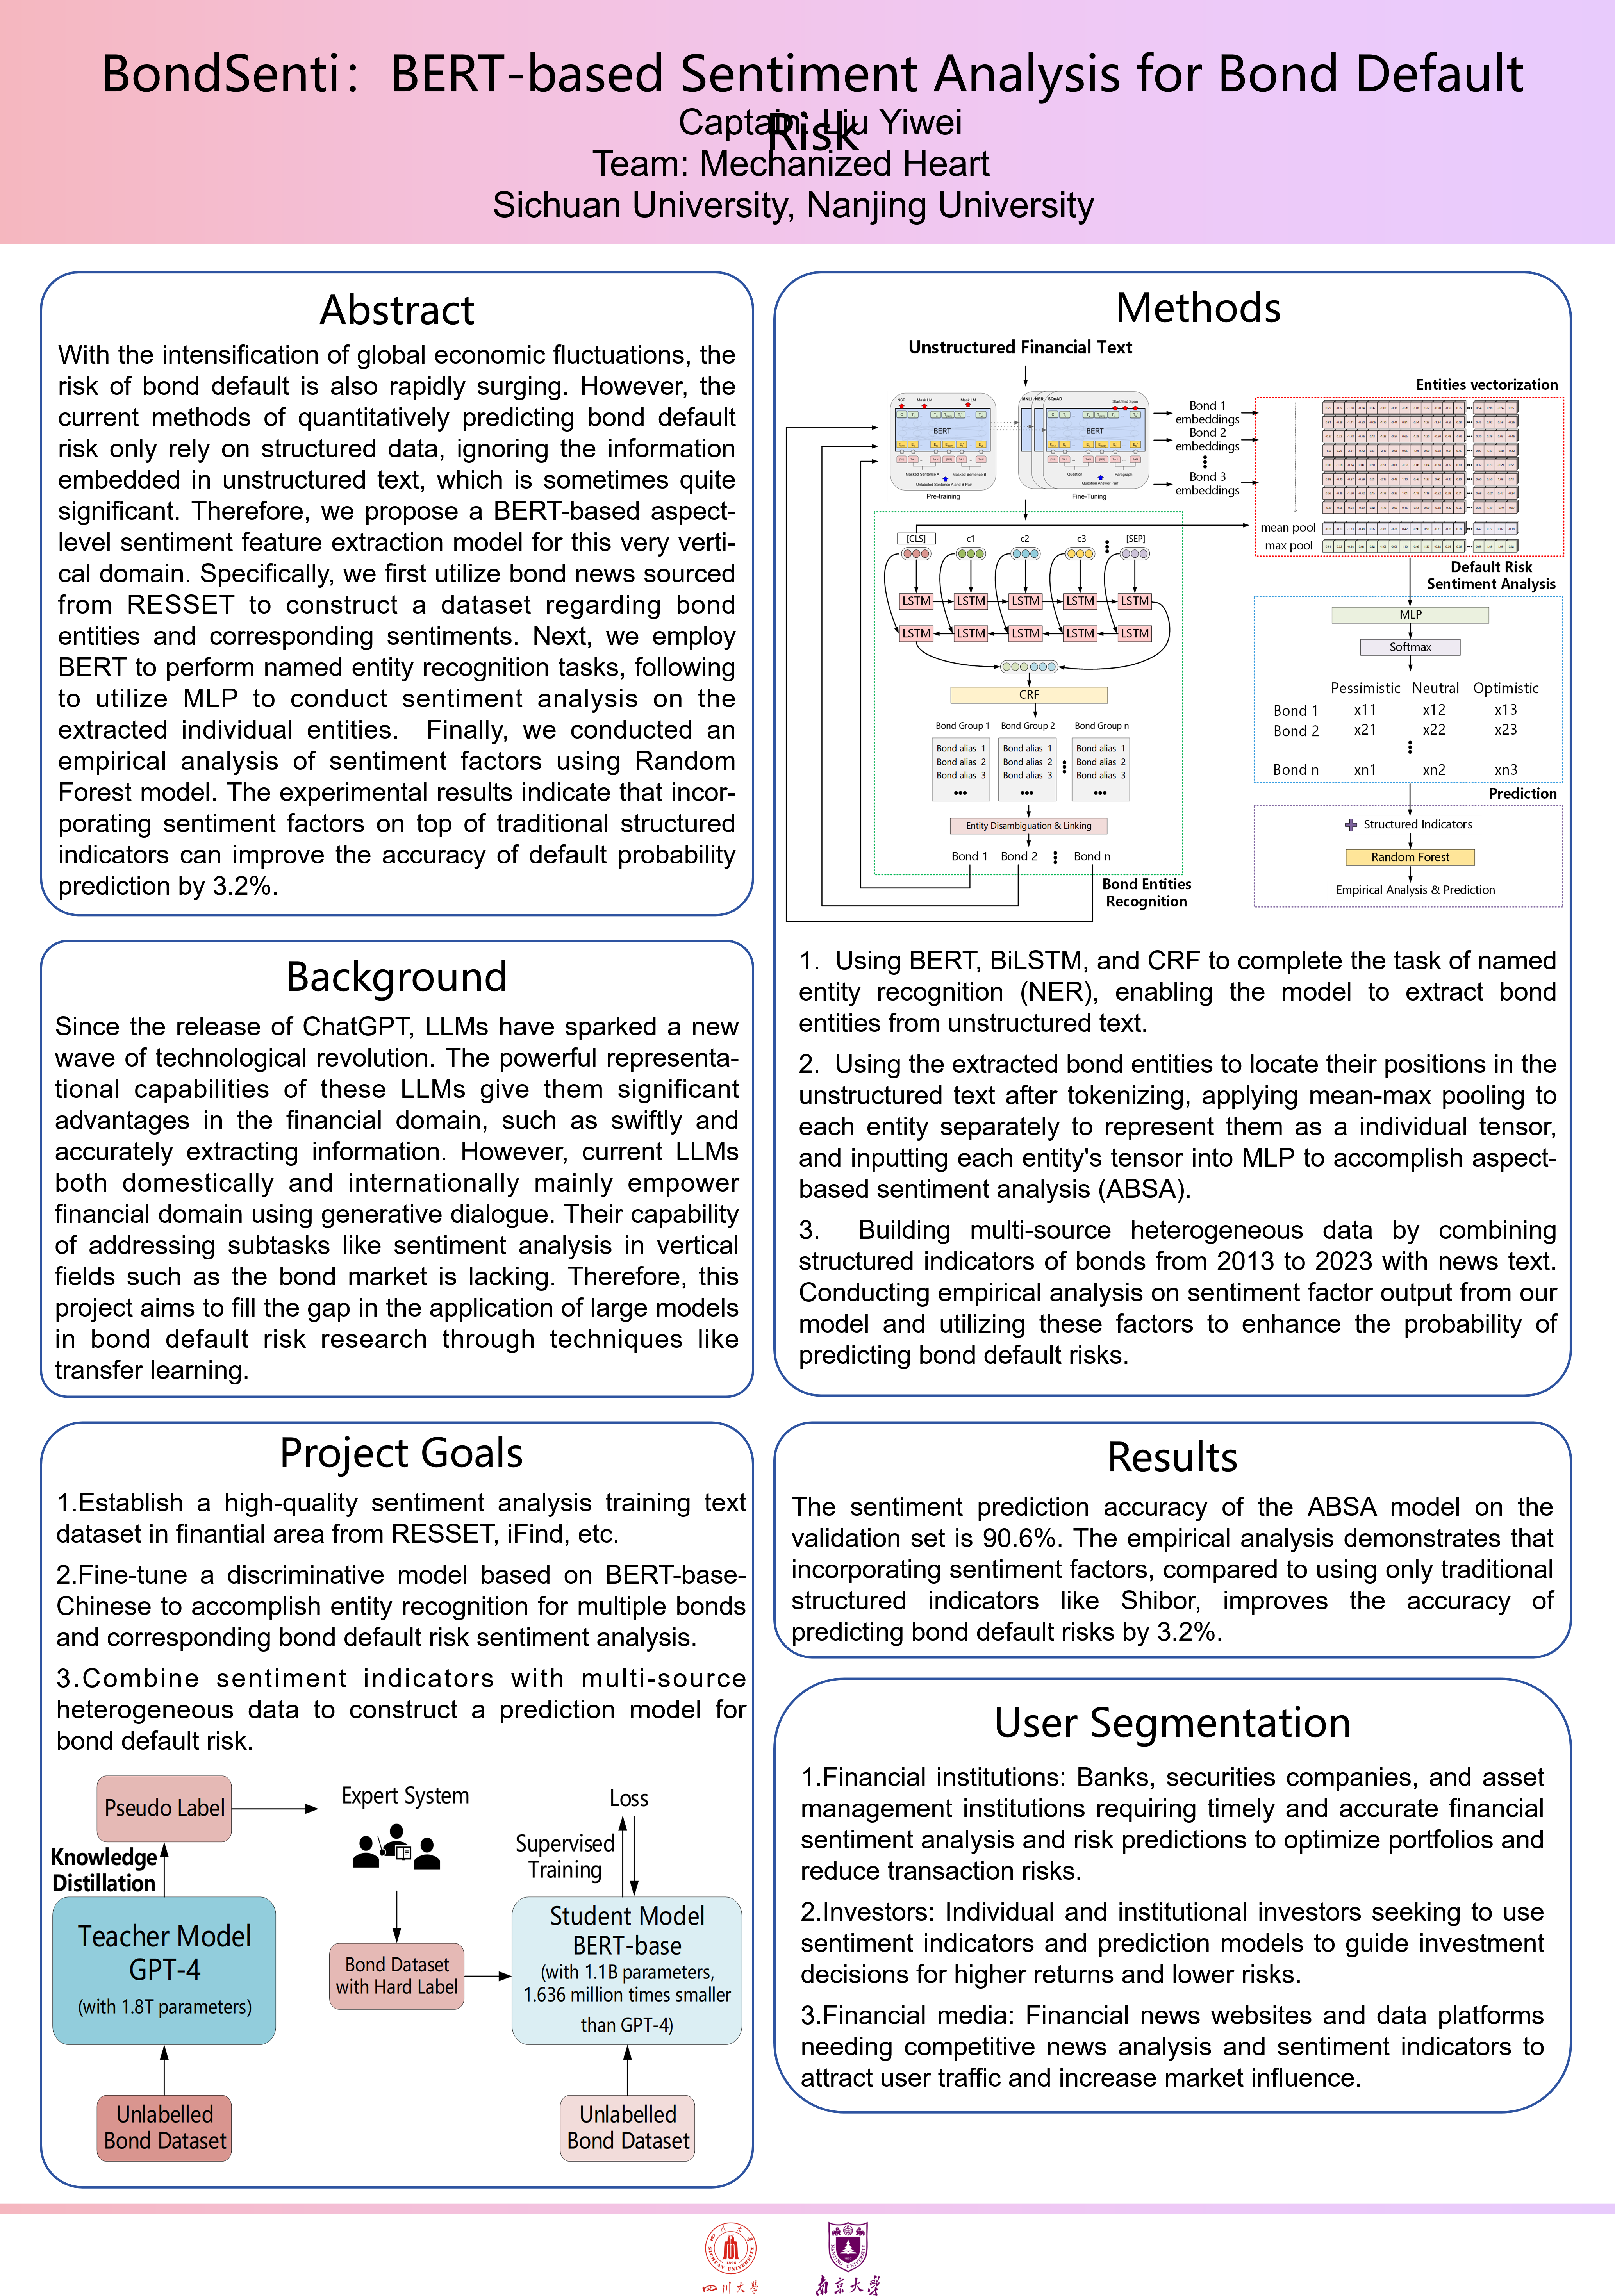 BondSenti: BERT-based Sentiment Analysis for Bond Default
Risk
Captain: Liu Yiwei
Team: Mechanized Heart
Sichuan University, Nanjing University
Abstract
With the intensification of global economic fluctuations, the
risk of bond default is also rapidly surging. However, the
current methods of quantitatively predicting bond default
risk only rely on structured data, ignoring the information
embedded in unstructured text, which is sometimes quite
significant. Therefore, we propose a BERT-based aspect-
level sentiment feature extraction model for this very verti-
cal domain. Specifically, we first utilize bond news sourced
from RESSET to construct a dataset regarding bond
entities and corresponding sentiments. Next, we employ
BERT to perform named entity recognition tasks, following
to utilize MLP to conduct sentiment analysis on the
extracted individual entities. Finally, we conducted an
empirical analysis of sentiment factors using Random
Forest model. The experimental results indicate that incor-
porating sentiment factors on top of traditional structured
indicators can improve the accuracy of default probability
prediction by 3.2%.
Background
Since the release of ChatGPT, LLMs have sparked a new
wave of technological revolution. The powerful representa-
tional capabilities of these LLMs give them significant
advantages in the financial domain, such as swiftly and
accurately extracting information. However, current LLMs
both domestically and internationally mainly empower
financial domain using generative dialogue. Their capability
of addressing subtasks like sentiment analysis in vertical
fields such as the bond market is lacking. Therefore, this
project aims to fill the gap in the application of large models
in bond default risk research through techniques like
transfer learning.
Project Goals
1.Establish a high-quality sentiment analysis training text
dataset in finantial area from RESSET, iFind, etc.
2.Fine-tune a discriminative model based on BERT-base-
Chinese to accomplish entity recognition for multiple bonds
and corresponding bond default risk sentiment analysis.
3.Combine sentiment indicators with multi-source
heterogeneous data to construct a prediction model for
bond default risk.
Pseudo Label
Expert System
Loss
Knowledge
Distillation
Supervised
Training
Teacher Model
GPT-4
(with 1.8T parameters)
Bond Dataset
with Hard Label
Student Model
BERT-base
(with 1.1B parameters,
1.636 million times smaller
than GPT-4)
Unlabelled
Bond Dataset
Unlabelled
Bond Dataset
Methods
Unstructured Financial Text
NSP Mask LM Mask LM
BERT
Masked Sentence A Masked Sentence B
Unlabeled Sentence A and B Pair
Pre-training
MNLI NER SQuAD
Start/End Span
BERT
Question Paragraph
Question Answer Pair
Fine-Tuning
Bond 1
embeddings
Bond 2
embeddings
Bond 3
embeddings
Entities vectorization
mean pool
max pool
[CLS] c1 c2 c3 [SEP]
LSTM LSTM LSTM LSTM LSTM
LSTM LSTM LSTM LSTM LSTM
CRF
Bond Group 1 Bond Group 2 Bond Group n
Bond alias 1 Bond alias 1 Bond alias 1
Bond alias 2 Bond alias 2 Bond alias 2
Bond alias 3 Bond alias 3 Bond alias 3
Entity Disambiguation & Linking
Bond 1 Bond 2 Bond n
Bond Entities
Recognition
Default Risk
Sentiment Analysis
MLP
Softmax
Pessimistic Neutral Optimistic
Bond 1 x11 x12 x13
Bond 2 x21 x22 x23
Bond n xn1 xn2 xn3
Prediction
Structured Indicators
Random Forest
Empirical Analysis & Prediction
1. Using BERT, BiLSTM, and CRF to complete the task of named
entity recognition (NER), enabling the model to extract bond
entities from unstructured text.
2. Using the extracted bond entities to locate their positions in the
unstructured text after tokenizing, applying mean-max pooling to
each entity separately to represent them as a individual tensor,
and inputting each entity's tensor into MLP to accomplish aspect-
based sentiment analysis (ABSA).
3. Building multi-source heterogeneous data by combining
structured indicators of bonds from 2013 to 2023 with news text.
Conducting empirical analysis on sentiment factor output from our
model and utilizing these factors to enhance the probability of
predicting bond default risks.
Results
The sentiment prediction accuracy of the ABSA model on the
validation set is 90.6%. The empirical analysis demonstrates that
incorporating sentiment factors, compared to using only traditional
structured indicators like Shibor, improves the accuracy of
predicting bond default risks by 3.2%.
User Segmentation
1.Financial institutions: Banks, securities companies, and asset
management institutions requiring timely and accurate financial
sentiment analysis and risk predictions to optimize portfolios and
reduce transaction risks.
2.Investors: Individual and institutional investors seeking to use
sentiment indicators and prediction models to guide investment
decisions for higher returns and lower risks.
3.Financial media: Financial news websites and data platforms
needing competitive news analysis and sentiment indicators to
attract user traffic and increase market influence.
四川大学
南京大学